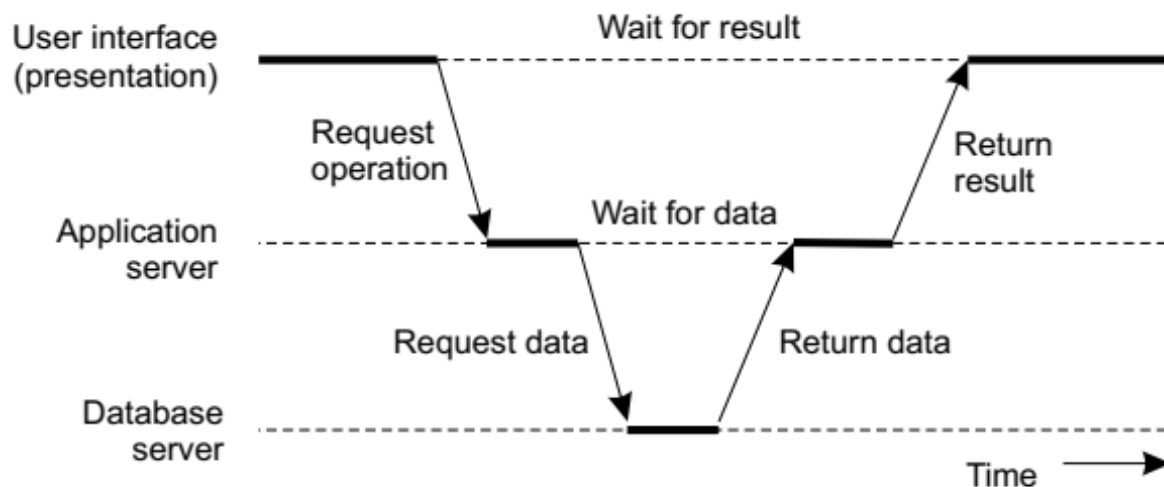 User interface
(presentation)
Wait for result
Request
operation
Return
result
Application
server
Wait for data
Request data
Return data
Database
server
Time